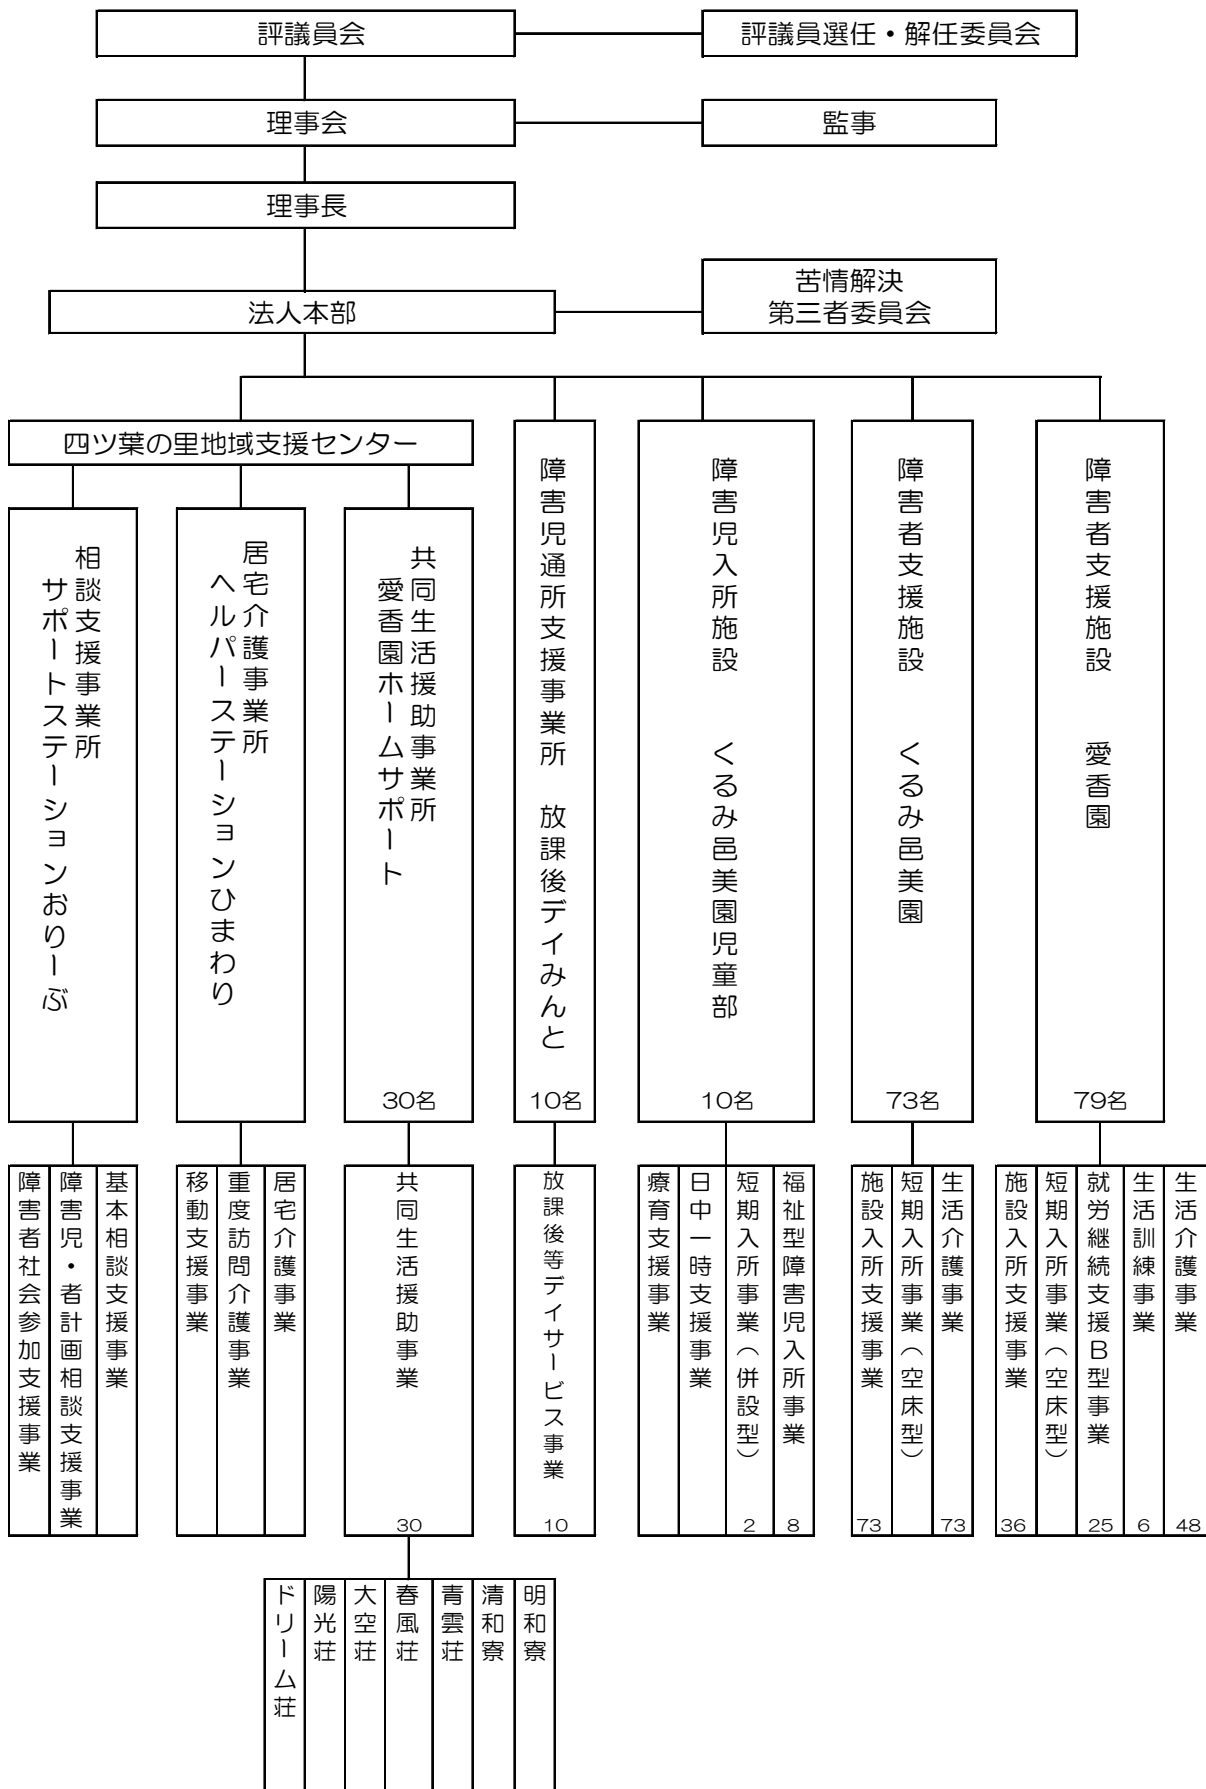 評議員会
評議員選任・解任委員会
理事会
監事
理事長
法人本部
苦情解決
第三者委員会
四ツ葉の里地域支援センター
相談支援事業所
サポートステーションおりーぶ
居宅介護事業所
ヘルパーステーションひまわり
共同生活援助事業所
愛香園ホームサポート
30名
障害児通所支援事業所 放課後デイみんと
10名
障害児入所施設 くるみ邑美園児童部
10名
障害者支援施設 くるみ邑美園
73名
障害者支援施設 愛香園
79名
障害者社会参加支援事業
障害児・者計画相談支援事業
基本相談支援事業
移動支援事業
重度訪問介護事業
居宅介護事業
共同生活援助事業
30
放課後等デイサービス事業
10
療育支援事業
日中一時支援事業
短期入所事業（併設型）
2
福祉型障害児入所事業
8
施設入所支援事業
73
短期入所事業（空床型）
生活介護事業
73
施設入所支援事業
36
短期入所事業（空床型）
就労継続支援B型事業
25
生活訓練事業
6
生活介護事業
48
ドリーム荘
陽光荘
大空荘
春風荘
青雲荘
清和寮
明和寮